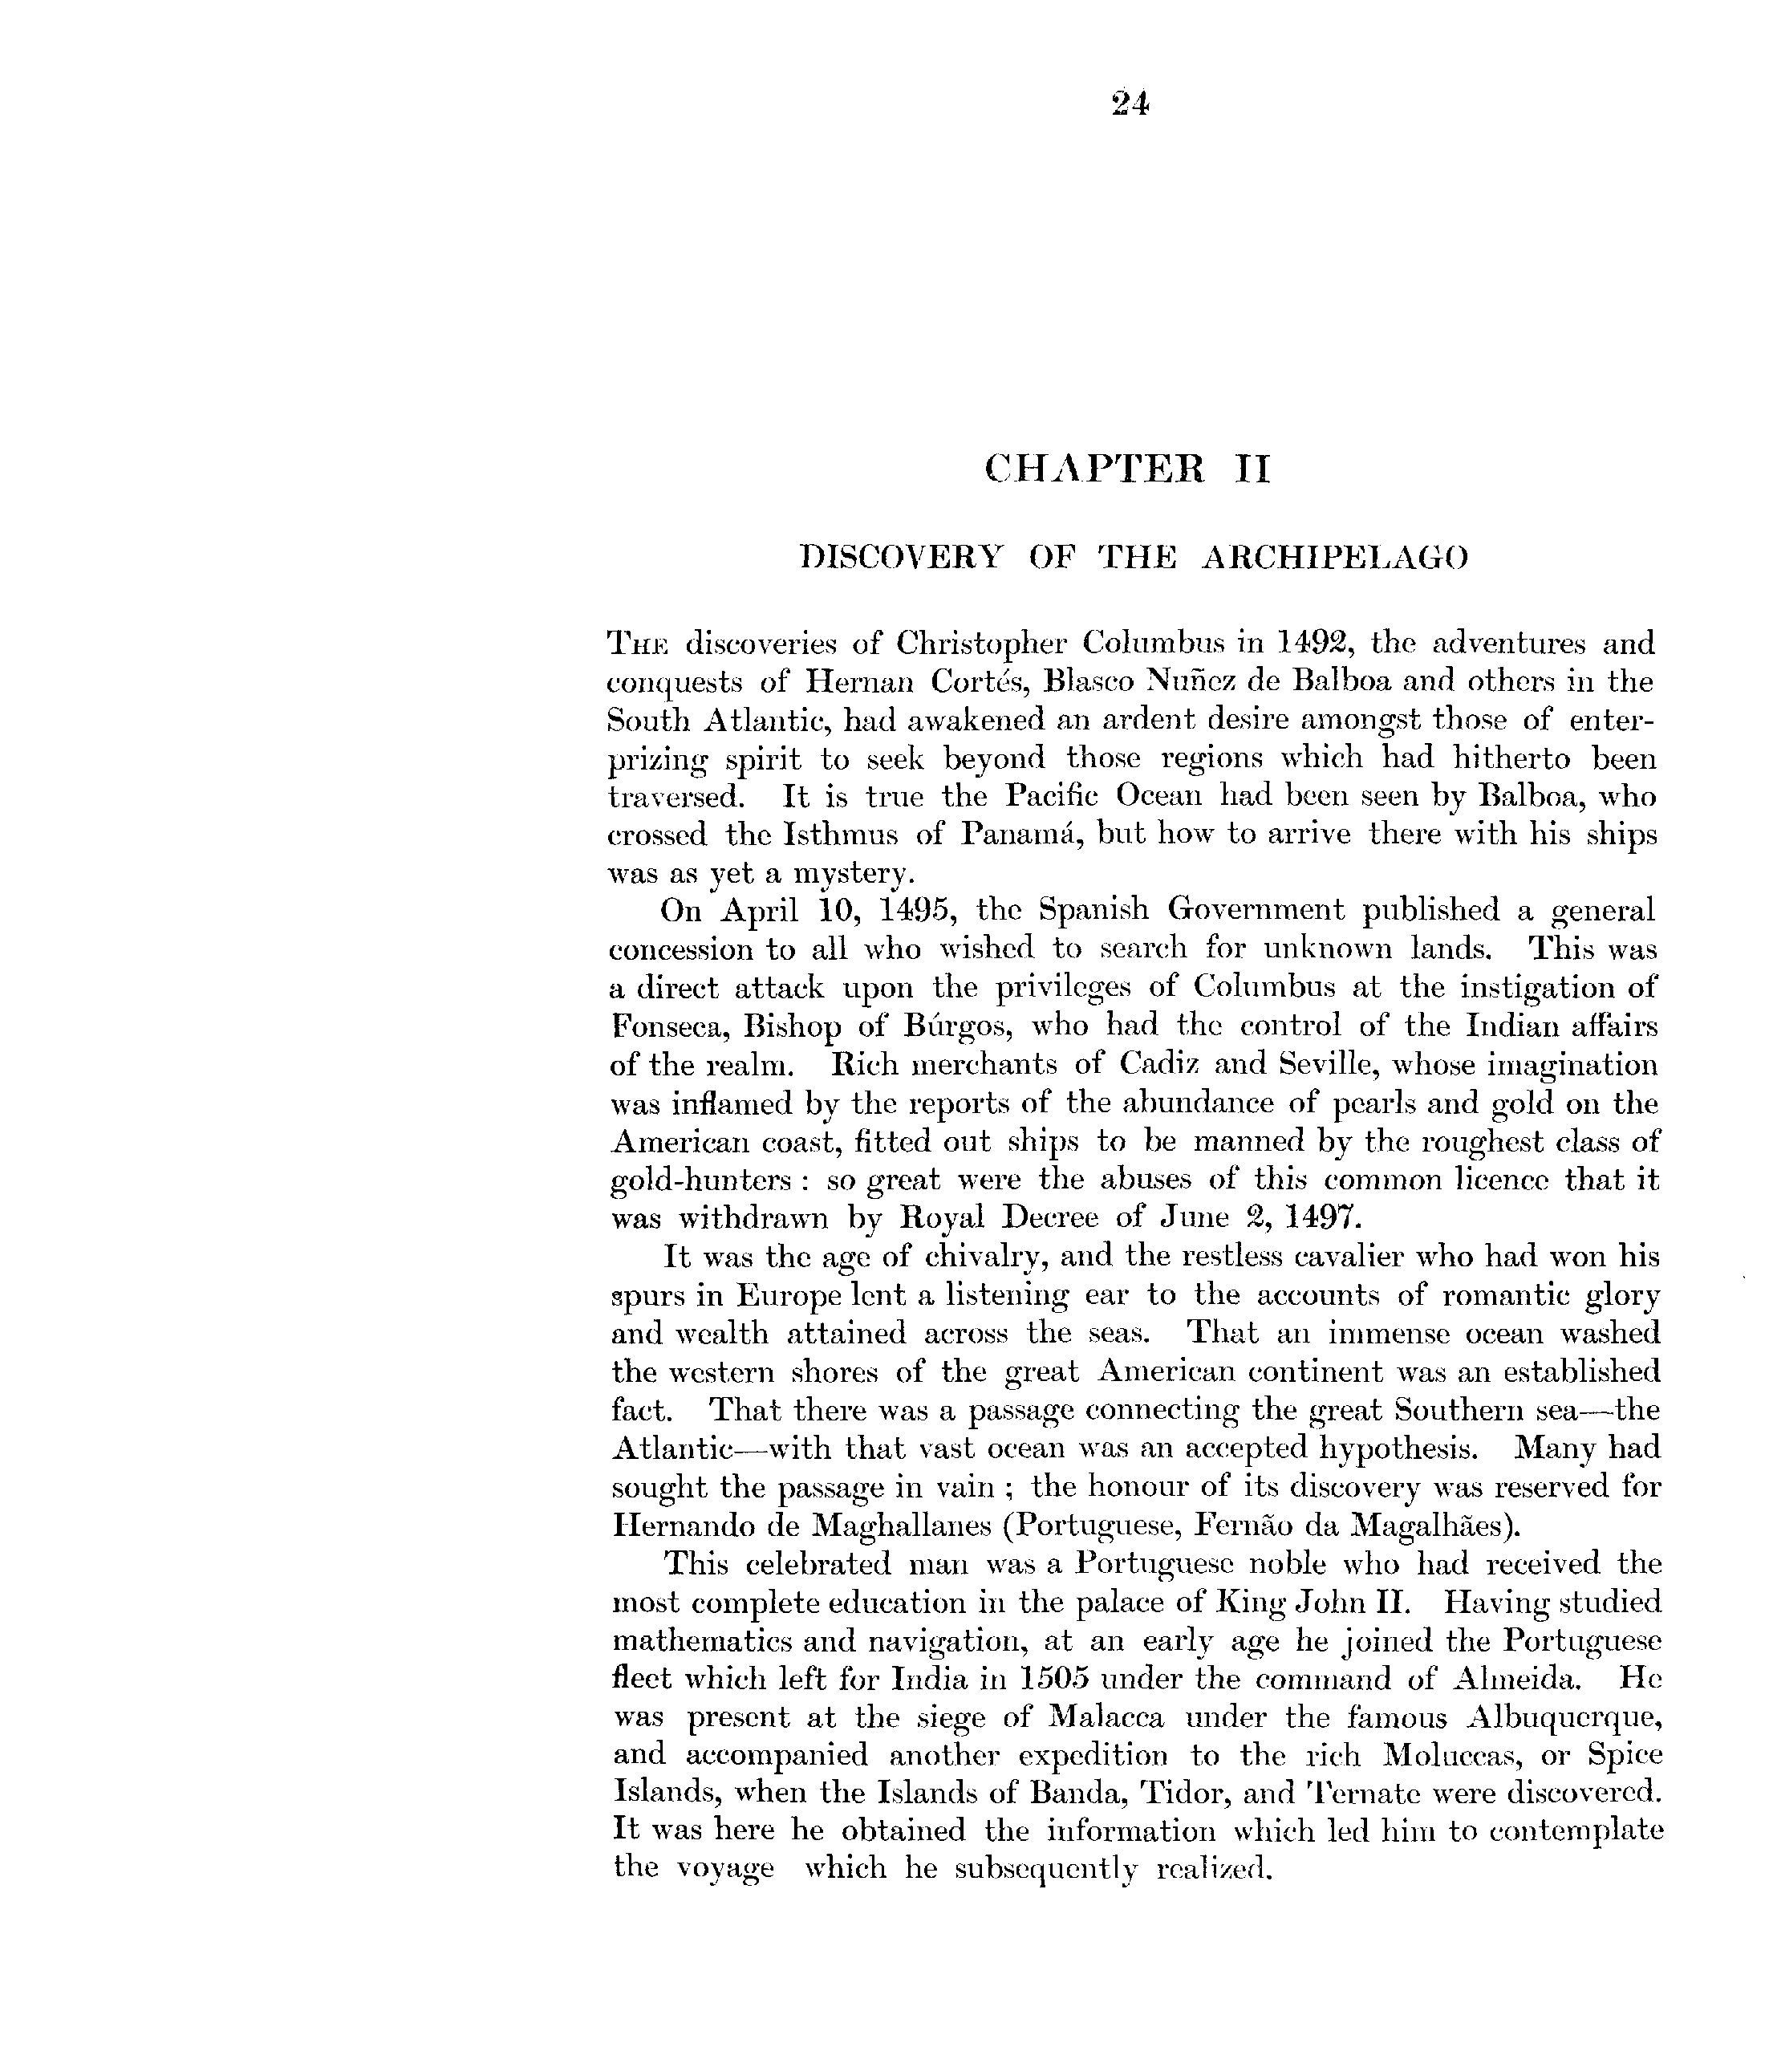 24
CHAPTER II
DISCOVERY OF THE ARCHIPELAGO
THE discoveries of Christopher Columbus in 1492, the adventures and
conquests of Hernan Cortés, Blasco Nuñez de Balboa and others in the
South Atlantic, had awakened an ardent desire amongst those of enter-
prizing spirit to seek beyond those regions which had hitherto been
traversed. It is true the Pacific Ocean had been seen by Balboa, who
crossed the Isthmus of Panamá, but how to arrive there with his ships
was as yet a mystery.
On April 10, 1495, the Spanish Government published a general
concession to all who wished to search for unknown lands. This was
a direct attack upon the privileges of Columbus at the instigation of
Fonseca, Bishop of Búrgos, who had the control of the Indian affairs
of the realm. Rich merchants of Cadiz and Seville, whose imagination
was inflamed by the reports of the abundance of pearls and gold on the
American coast, fitted out ships to be manned by the roughest class of
gold-hunters : so great were the abuses of this common licence that it
was withdrawn by Royal Decree of June 2, 1497.
It was the age of chivalry, and the restless cavalier who had won his
spurs in Europe lent a listening ear to the accounts of romantic glory
and wealth attained across the seas. That an immense ocean washed
the western shores of the great American continent was an established
fact. That there was a passage connecting the great Southern sea—the
Atlantic—with that vast ocean was an accepted hypothesis. Many had
sought the passage in vain ; the honour of its discovery was reserved for
Hernando de Maghallanes (Portuguese, Fernão da Magalhães).
This celebrated man was a Portuguese noble who had received the
most complete education in the palace of King John II. Having studied
mathematics and navigation, at an early age he joined the Portuguese
fleet which left for India in 1505 under the command of Almeida. He
was present at the siege of Malacca under the famous Albuquerque,
and accompanied another expedition to the rich Moluccas, or Spice
Islands, when the Islands of Banda, Tidor, and Ternate were discovered.
It was here he obtained the information which led him to contemplate
the voyage which he subsequently realized.